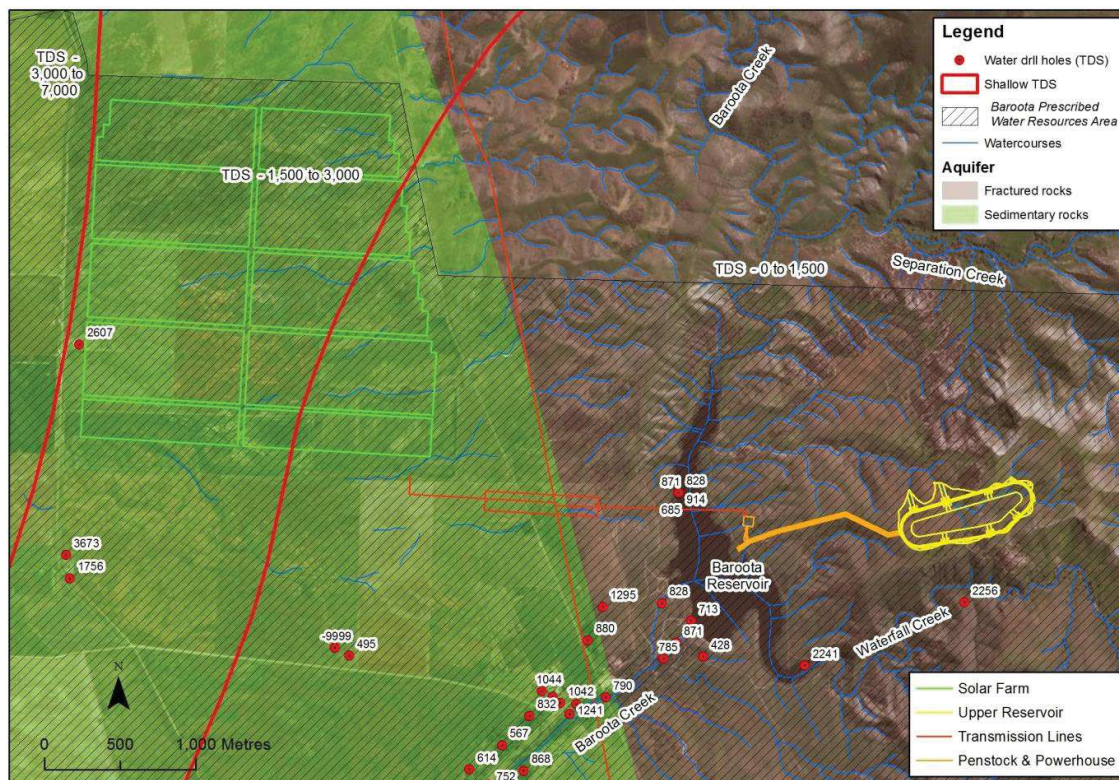 TDS -
3,000 to
7,000
TDS - 1,500 to 3,000
Baroota Creek
TDS - 0 to 1,500
Separation Creek
Legend
Water drill holes (TDS)
Shallow TDS
Baroota Prescribed
Water Resources Area
Watercourses
Aquifer
Fractured rocks
Sedimentary rocks
2607
871
828
914
685
3673
1756
Baroota
Reservoir
1295
828
713
2256
880
871
Waterfall Creek
-9999
495
785
428
2241
1044
1042
790
832
1241
Baroota Creek
567
614
868
752
N
0
500
1,000 Metres
Solar Farm
Upper Reservoir
Transmission Lines
Penstock & Powerhouse